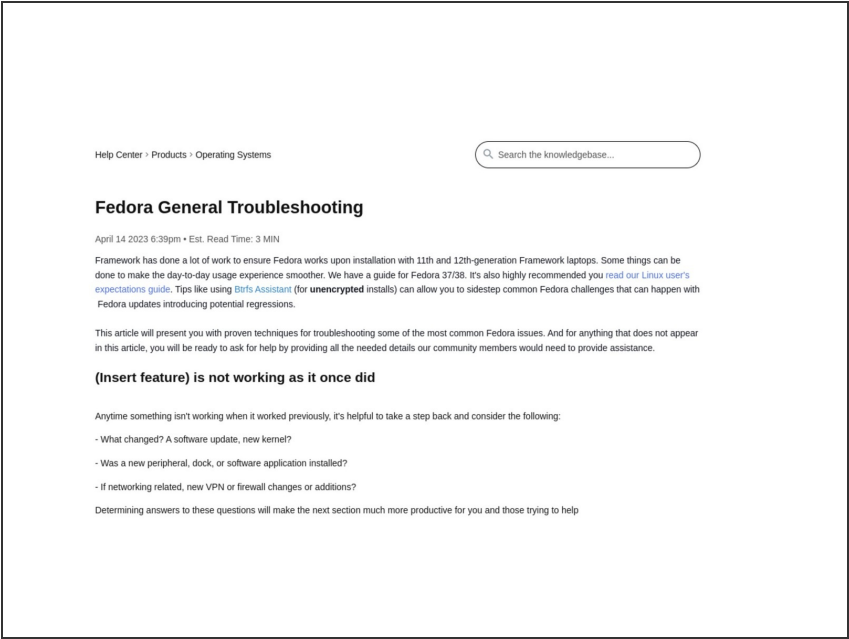 Help Center › Products › Operating Systems
Search the knowledgebase...
Fedora General Troubleshooting
April 14 2023 6:39pm • Est. Read Time: 3 MIN
Framework has done a lot of work to ensure Fedora works upon installation with 11th and 12th-generation Framework laptops. Some things can be
done to make the day-to-day usage experience smoother. We have a guide for Fedora 37/38. It's also highly recommended you read our Linux user's
expectations guide. Tips like using Btrfs Assistant (for unencrypted installs) can allow you to sidestep common Fedora challenges that can happen with
Fedora updates introducing potential regressions.
This article will present you with proven techniques for troubleshooting some of the most common Fedora issues. And for anything that does not appear
in this article, you will be ready to ask for help by providing all the needed details our community members would need to provide assistance.
(Insert feature) is not working as it once did
Anytime something isn't working when it worked previously, it's helpful to take a step back and consider the following:
- What changed? A software update, new kernel?
- Was a new peripheral, dock, or software application installed?
- If networking related, new VPN or firewall changes or additions?
Determining answers to these questions will make the next section much more productive for you and those trying to help